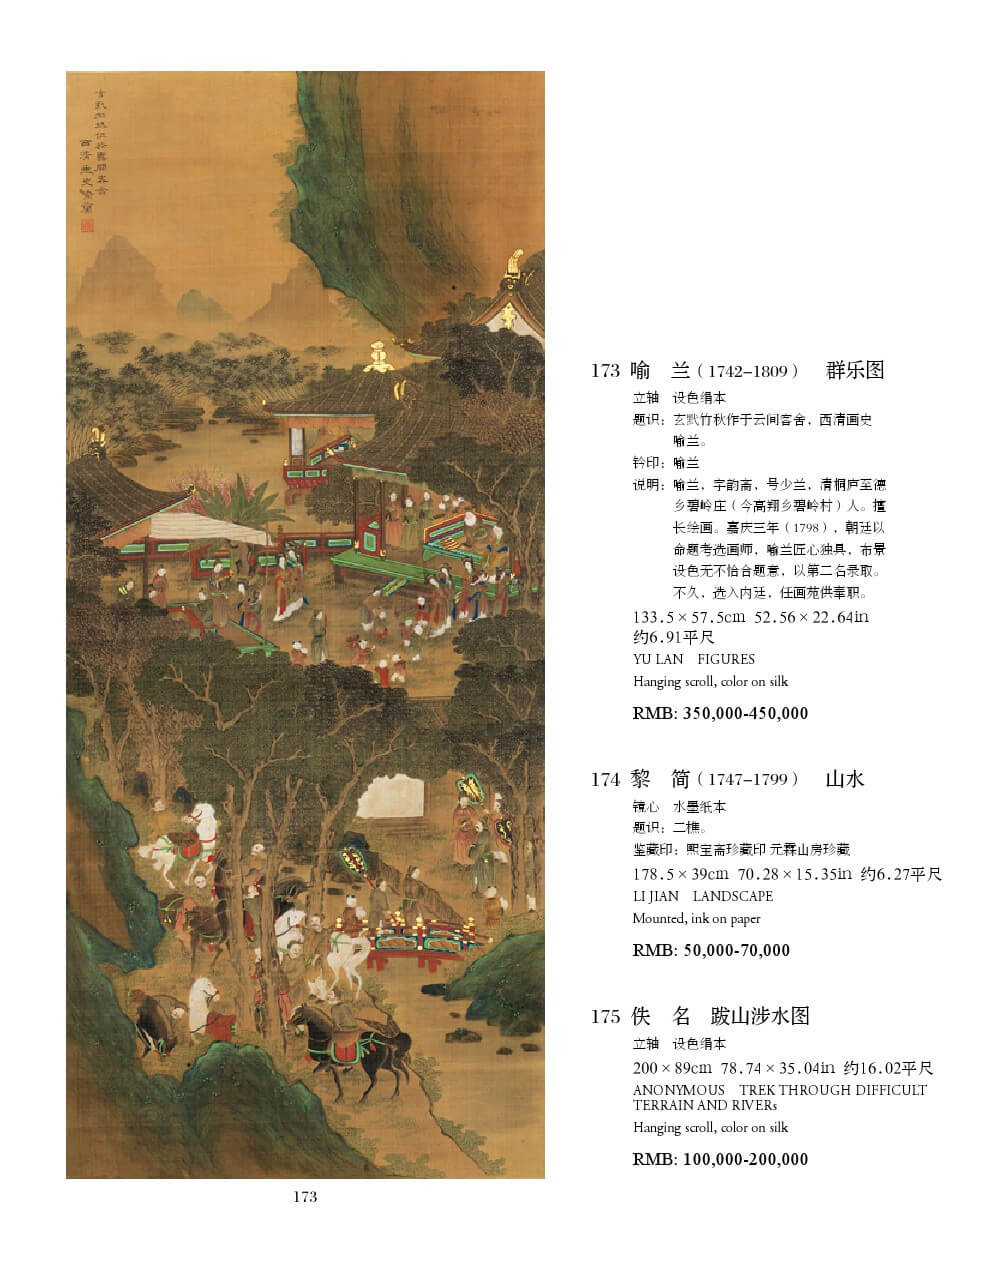 173 喻　兰（1742–1809）　群乐图
立轴　设色绢本
题识：玄黓竹秋作于云间客舍，西清画史
喻兰。
钤印：喻兰
说明：喻兰，字韵斋，号少兰，清桐庐至德
乡碧岭庄（今高翔乡碧岭村）人。擅
长绘画。嘉庆三年（1798），朝廷以
命题考选画师，喻兰匠心独具，布景
设色无不恰合题意，以第二名录取。
不久，选入内廷，任画苑供奉职。
133.5×57.5cm 52.56×22.64in
约6.91平尺
YU LAN　FIGURES
Hanging scroll, color on silk
RMB: 350,000-450,000
174 黎　简（1747–1799）　山水
镜心　水墨纸本
题识：二樵。
鉴藏印：熙宝斋珍藏印 元霖山房珍藏
178.5×39cm 70.28×15.35in 约6.27平尺
LI JIAN　LANDSCAPE
Mounted, ink on paper
RMB: 50,000-70,000
175 佚　名　跋山涉水图
立轴　设色绢本
200×89cm 78.74×35.04in 约16.02平尺
ANONYMOUS　TREK THROUGH DIFFICULT
TERRAIN AND RIVERs
Hanging scroll, color on silk
RMB: 100,000-200,000
173